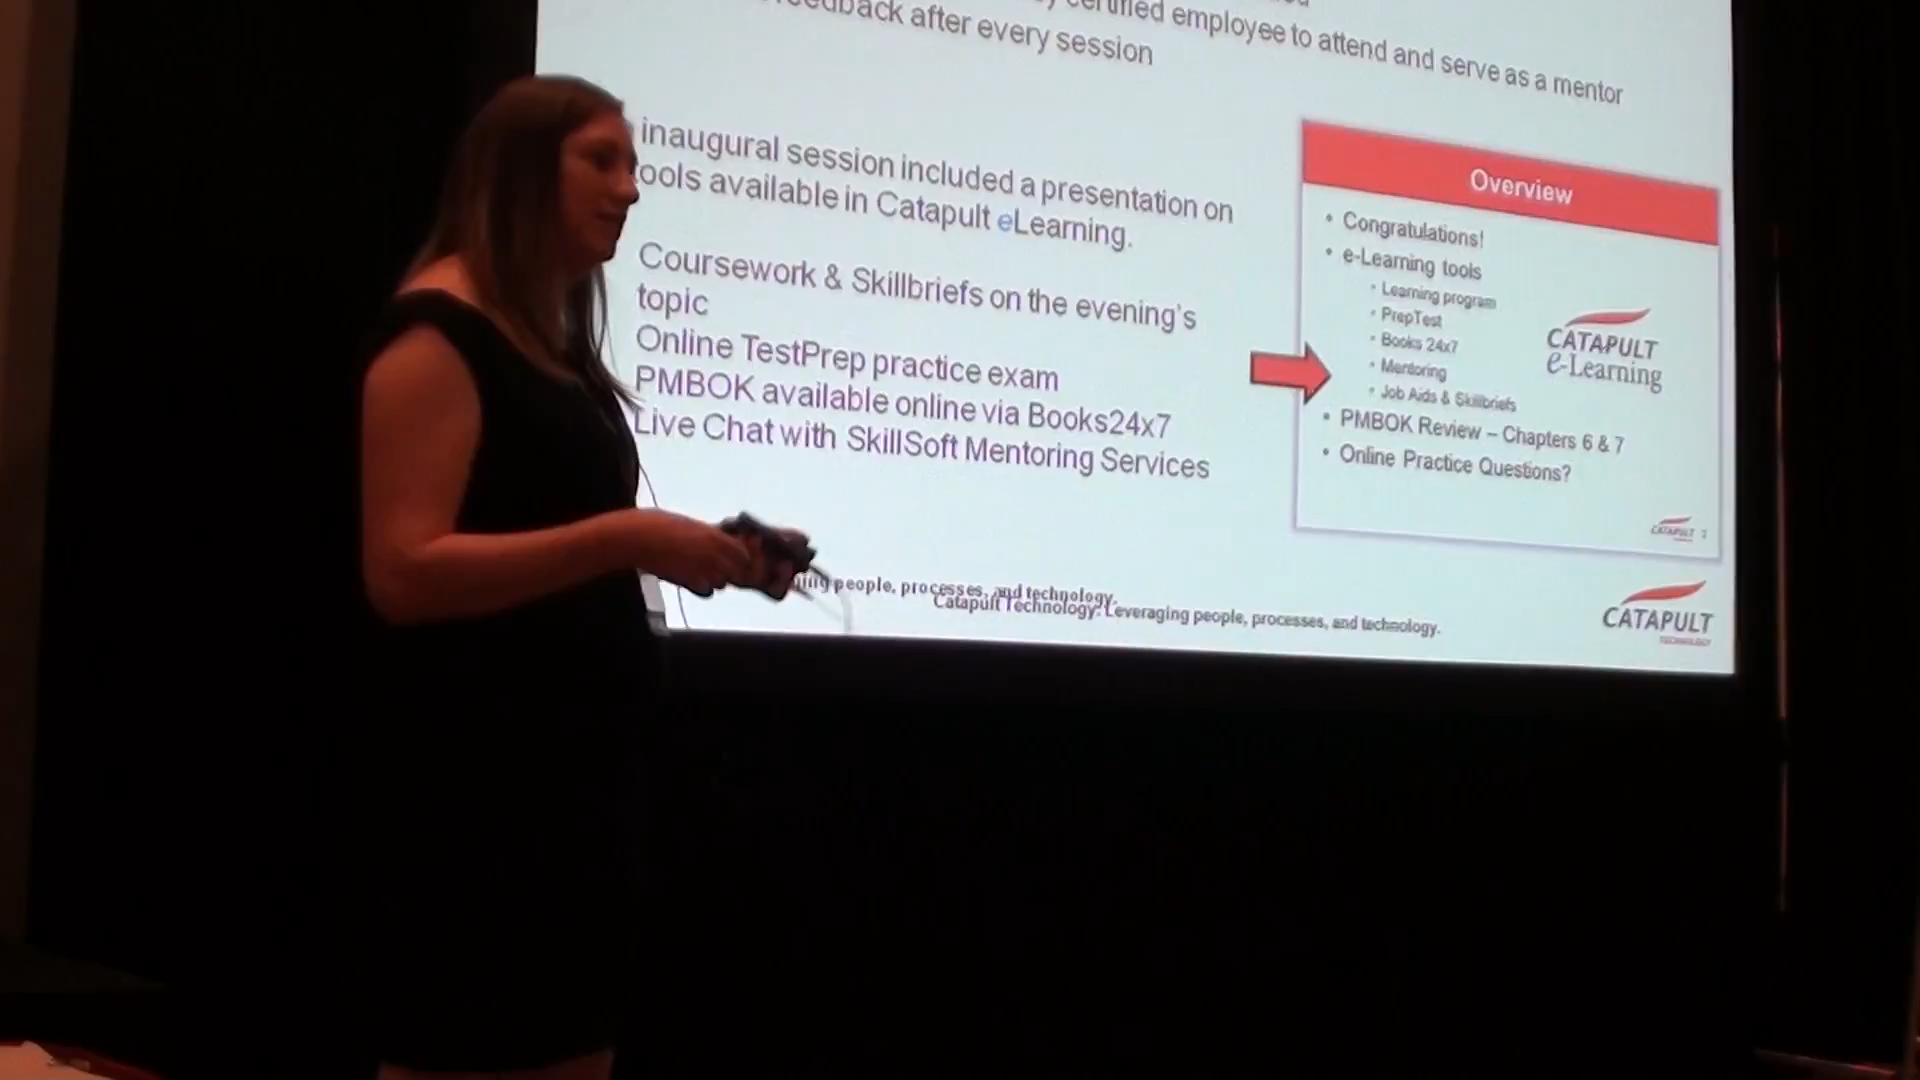 certified employee to attend and serve as a mentor
feedback after every session
inaugural session included a presentation on
tools available in Catapult eLearning.
Coursework & Skillbriefs on the evening's
topic
Online TestPrep practice exam
PMBOK available online via Books24x7
Live Chat with SkillSoft Mentoring Services
Overview
• Congratulations!
• e-Learning tools
• Learning program
• PrepTest
• Books 24x7
• Mentoring
• Job Aids & Skillbriefs
• PMBOK Review – Chapters 6 & 7
• Online Practice Questions?
CATAPULT
e-Learning
CATAPULT
people, processes, and technology.
Catapult Technology: Leveraging people, processes, and technology.
CATAPULT
TECHNOLOGY